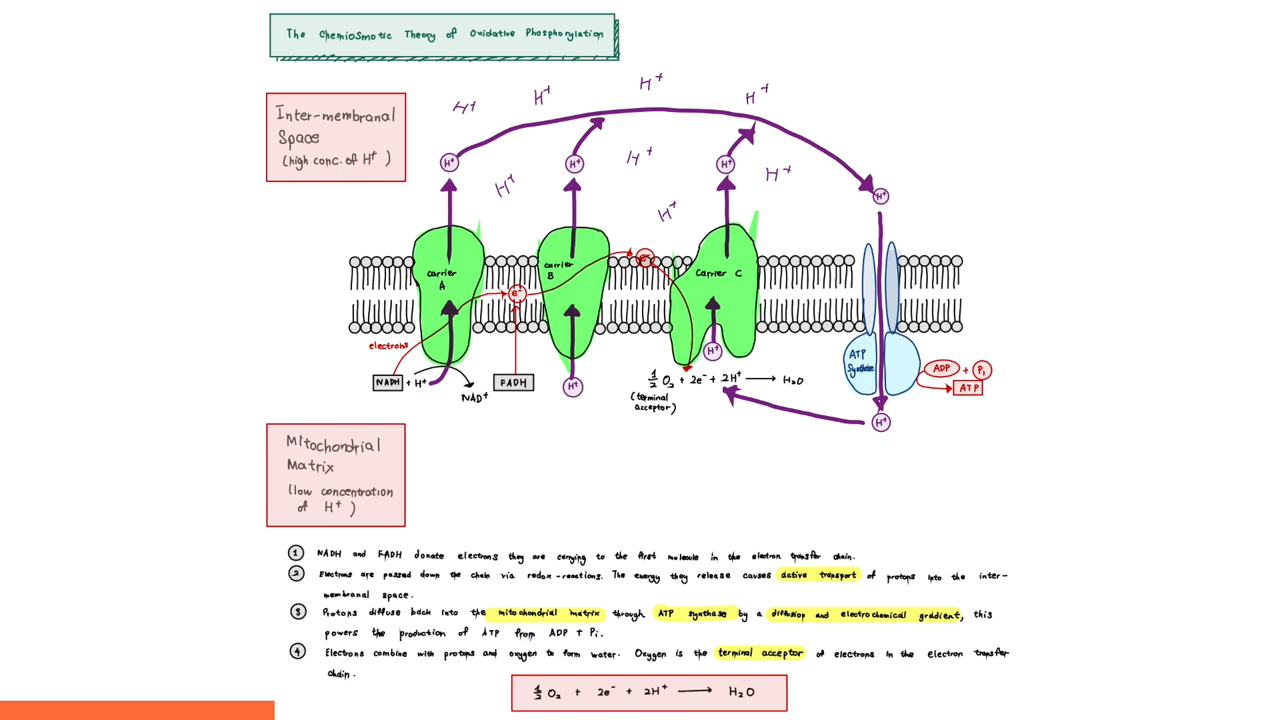 The Chemiosmotic Theory of Oxidative Phosphorylation
Inter-membranal
Space
(high conc. of H⁺)
H⁺
H⁺
H⁺
H⁺
H⁺
H⁺
H⁺
H⁺
H⁺
H⁺
H⁺
H⁺
carrier
A
carrier
B
carrier C
e⁻
e⁻
electrons
NADH + H⁺
NAD⁺
FADH
H⁺
H⁺
½ O₂ + 2e⁻ + 2H⁺ ⟶ H₂O
(terminal
acceptor)
ATP
Synthase
ADP + Pᵢ
ATP
H⁺
Mitochondrial
Matrix
(low concentration
of H⁺)
1 NADH and FADH donate electrons they are carrying to the first molecule in the electron transfer chain.
2 Electrons are passed down the chain via redox-reactions. The energy they release causes active transport of protons into the inter-
membranal space.
3 Protons diffuse back into the mitochondrial matrix through ATP synthase by a diffusion and electrochemical gradient, this
powers the production of ATP from ADP + Pi.
4 Electrons combine with protons and oxygen to form water. Oxygen is the terminal acceptor of electrons in the electron transfer
chain.
½ O₂ + 2e⁻ + 2H⁺ ⟶ H₂O